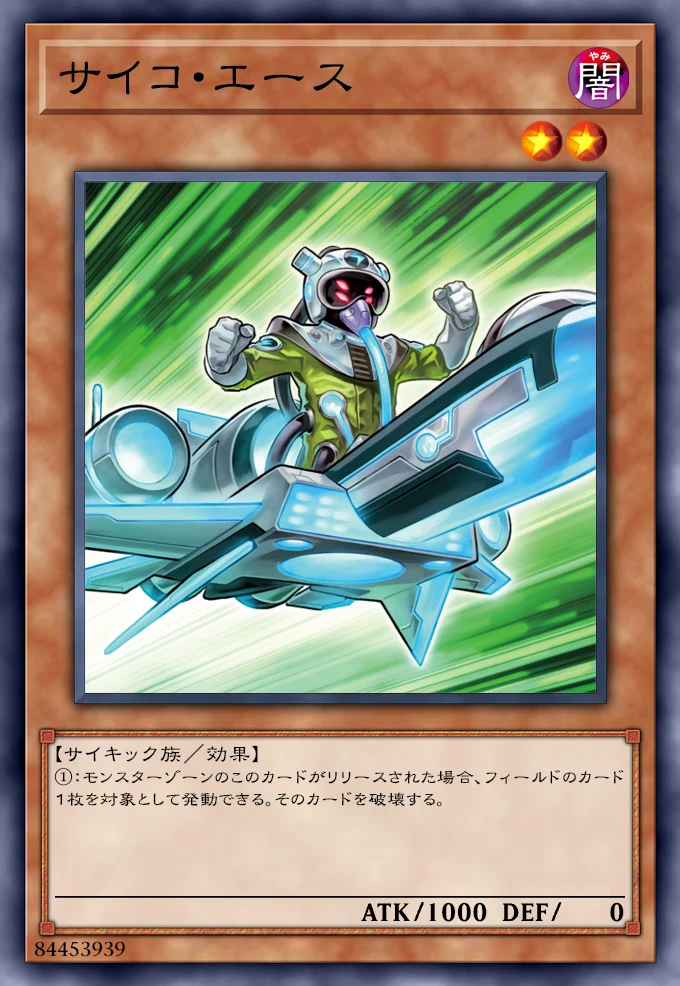 サイコ・エース
やみ
闇
【サイキック族／効果】
①：モンスターゾーンのこのカードがリリースされた場合、フィールドのカード
１枚を対象として発動できる。そのカードを破壊する。
ATK/1000 DEF/ 0
84453939